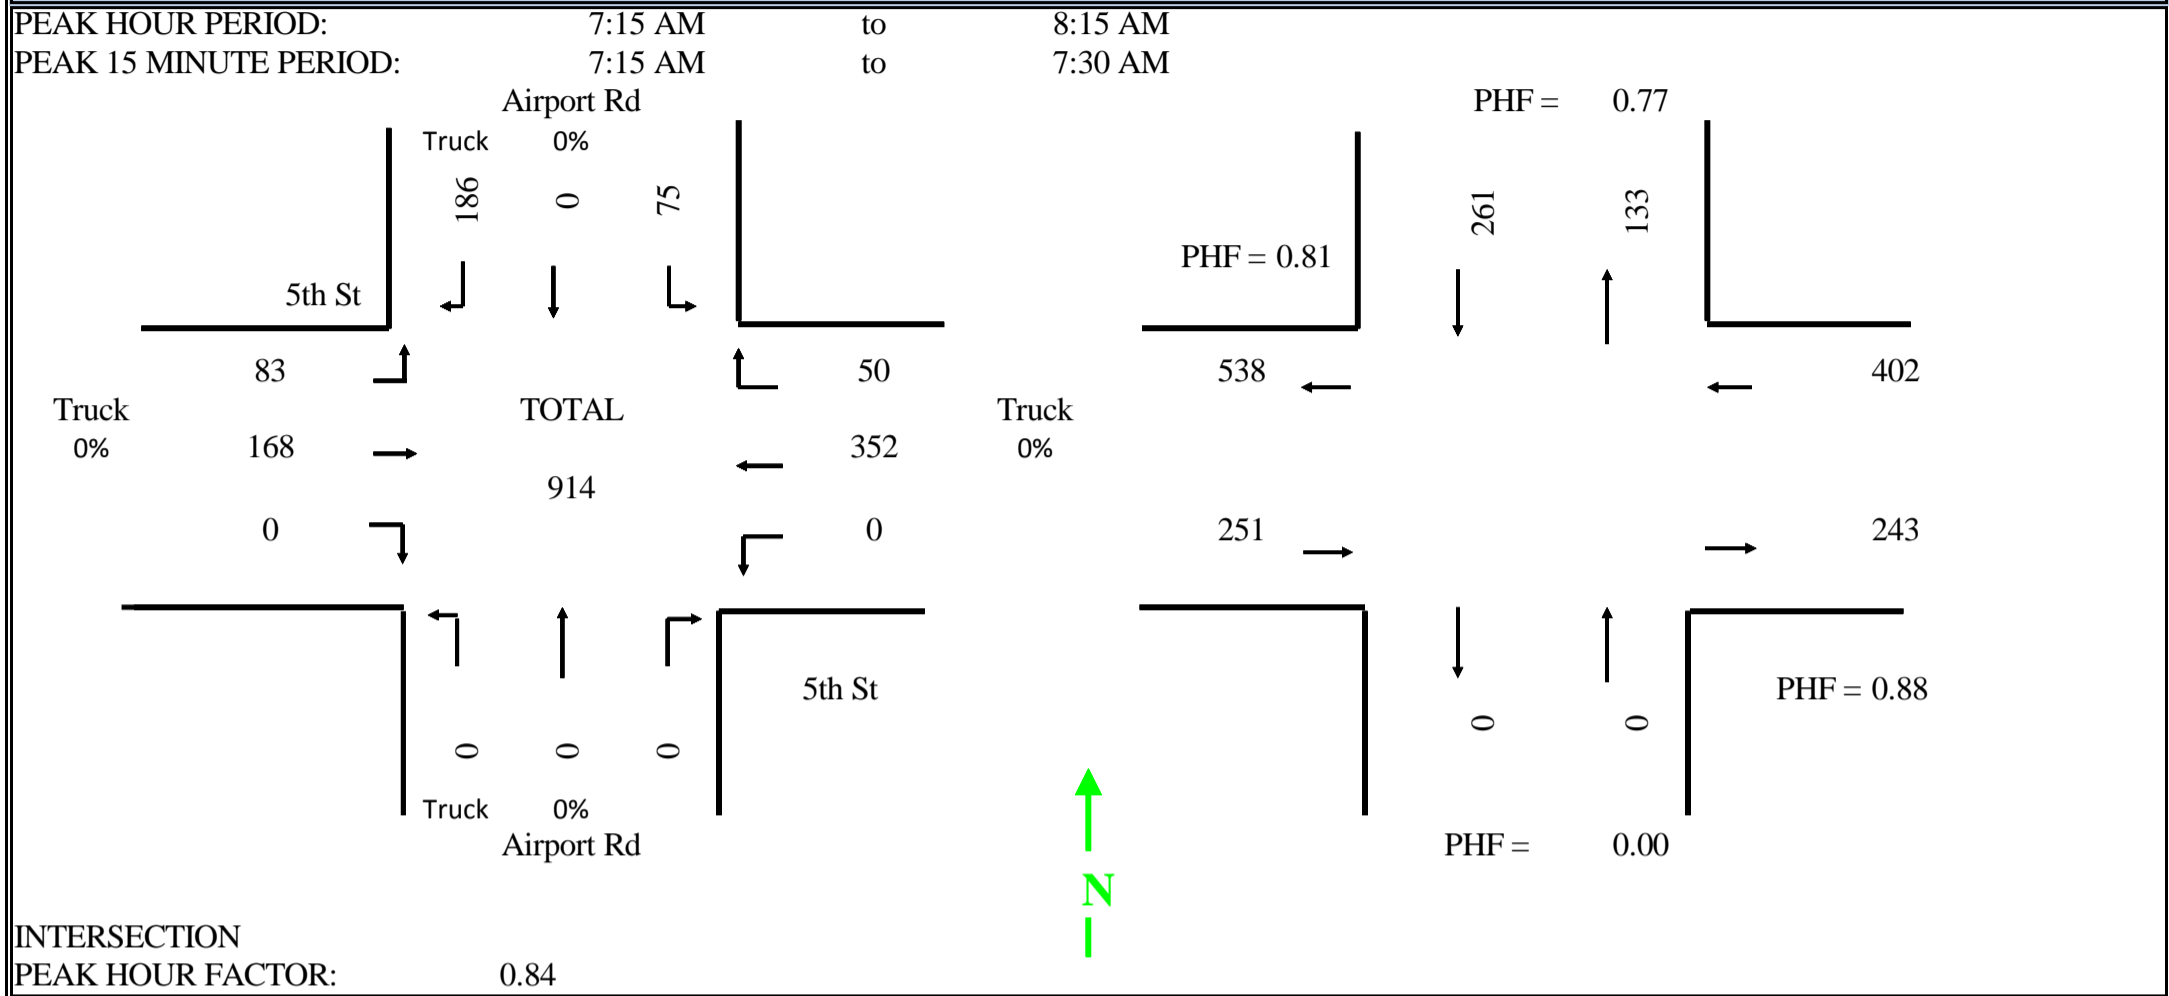 PEAK HOUR PERIOD: 7:15 AM to 8:15 AM
PEAK 15 MINUTE PERIOD: 7:15 AM to 7:30 AM
Airport Rd PHF = 0.77
Truck 0%
186 0 75 261 133
PHF = 0.81
5th St
83 50 538 402
Truck TOTAL Truck
0% 168 352 0%
914
0 0 251 243
5th St PHF = 0.88
0 0
0 0 0
Truck 0%
Airport Rd PHF = 0.00
N
INTERSECTION
PEAK HOUR FACTOR: 0.84